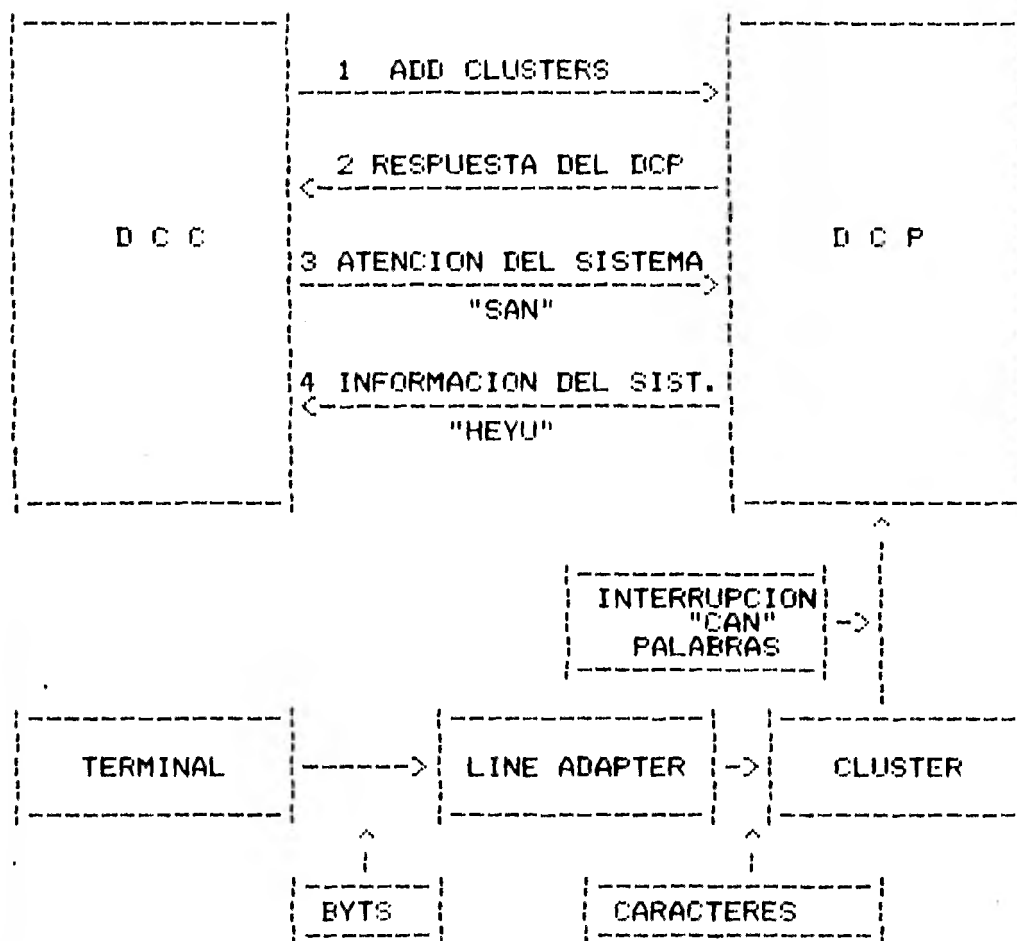 1 ADD CLUSTERS
2 RESPUESTA DEL DCP
D C C
D C P
3 ATENCION DEL SISTEMA
"SAN"
4 INFORMACION DEL SIST.
"HEYU"
INTERRUPCION
"CAN"
PALABRAS
TERMINAL
LINE ADAPTER
CLUSTER
BYTS
CARACTERES